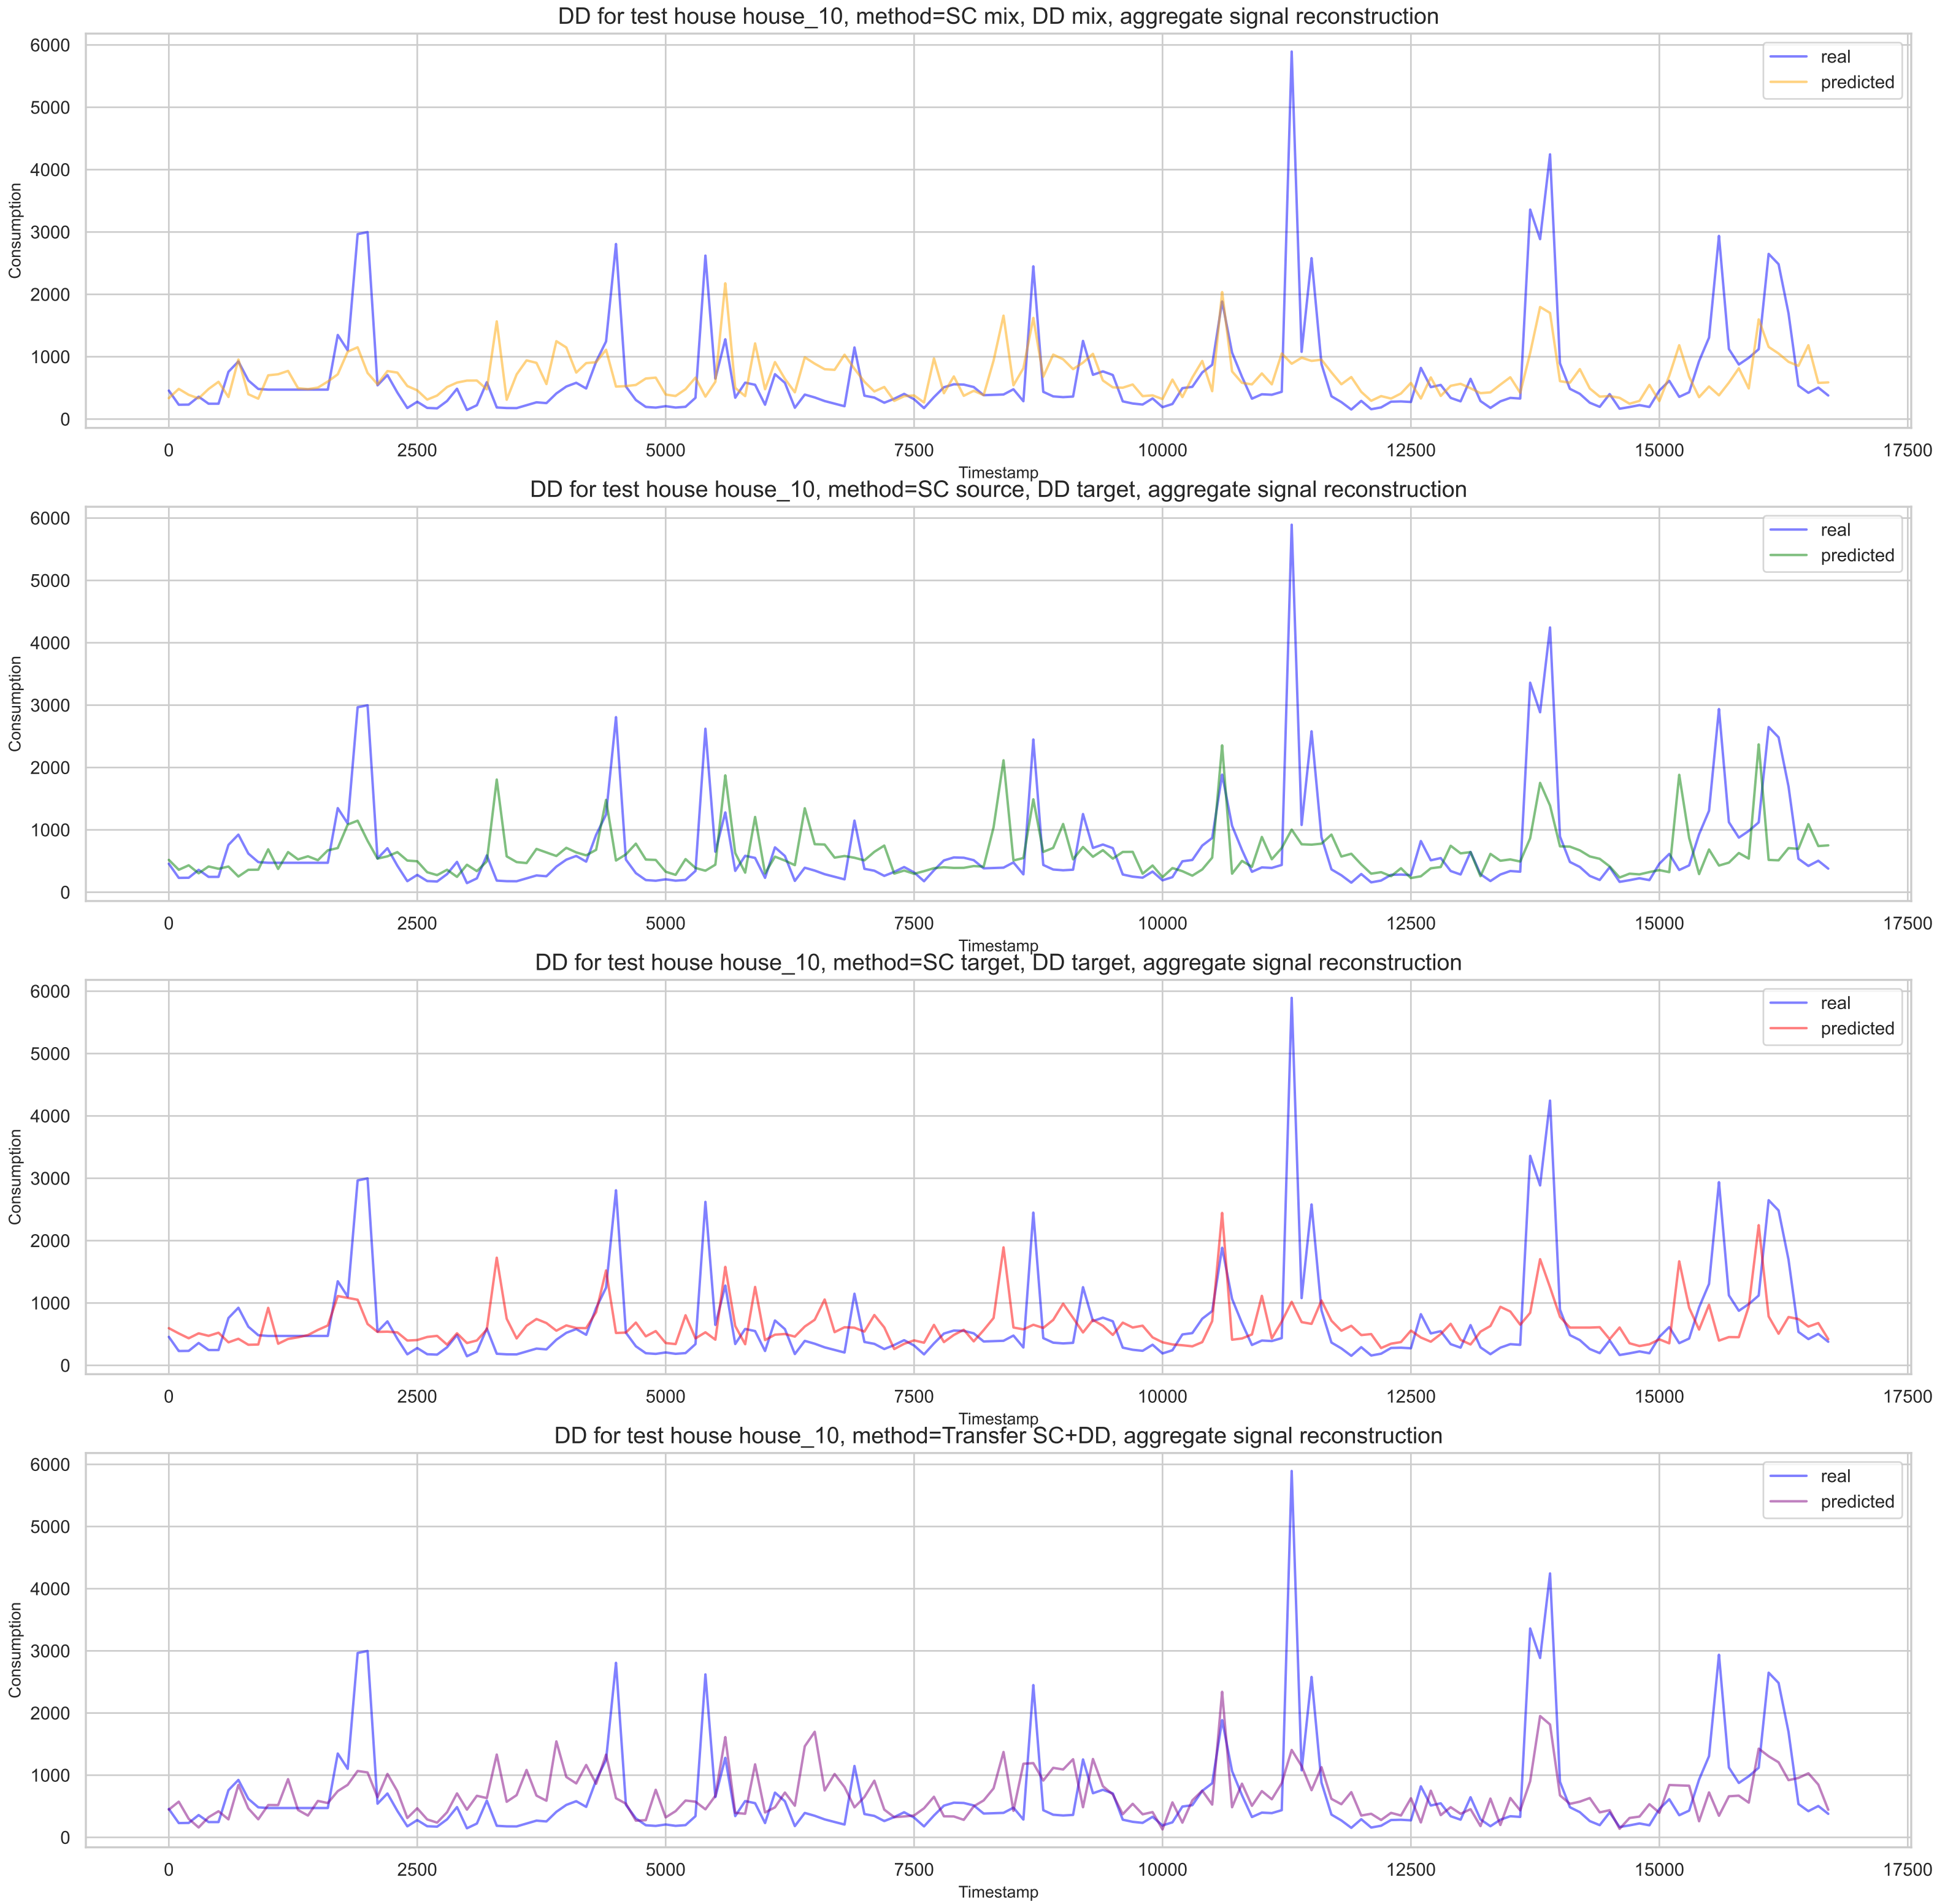 DD for test house house_10, method=SC mix, DD mix, aggregate signal reconstruction
6000
5000
4000
3000
2000
1000
0
Consumption
real
predicted
0 2500 5000 7500 10000 12500 15000 17500
Timestamp
DD for test house house_10, method=SC source, DD target, aggregate signal reconstruction
6000
5000
4000
3000
2000
1000
0
Consumption
real
predicted
0 2500 5000 7500 10000 12500 15000 17500
Timestamp
DD for test house house_10, method=SC target, DD target, aggregate signal reconstruction
6000
5000
4000
3000
2000
1000
0
Consumption
real
predicted
0 2500 5000 7500 10000 12500 15000 17500
Timestamp
DD for test house house_10, method=Transfer SC+DD, aggregate signal reconstruction
6000
5000
4000
3000
2000
1000
0
Consumption
real
predicted
0 2500 5000 7500 10000 12500 15000 17500
Timestamp